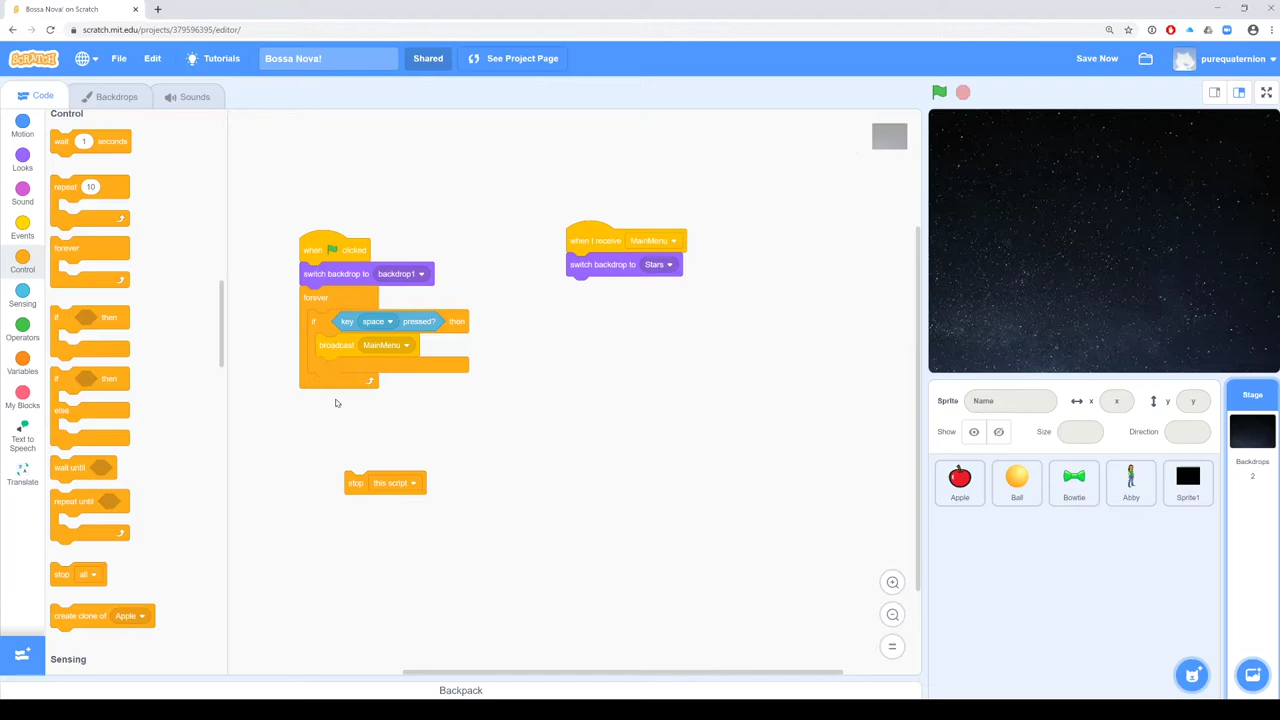 Bossa Nova! on Scratch
scratch.mit.edu/projects/379596395/editor/
SCRATCH
File
Edit
Tutorials
Bossa Nova!
Shared
See Project Page
Save Now
purequaternion
Code
Backdrops
Sounds
Motion
Looks
Sound
Events
Control
Sensing
Operators
Variables
My Blocks
Text to
Speech
Translate
Control
wait 1 seconds
repeat 10
forever
if then
if then
else
wait until
repeat until
stop all
create clone of Apple
Sensing
when clicked
switch backdrop to backdrop1
forever
if key space pressed? then
broadcast MainMenu
stop this script
when I receive MainMenu
switch backdrop to Stars
Backpack
Sprite Name x x y y
Show Size Direction
Apple
Ball
Bowtie
Abby
Sprite1
Stage
Backdrops
2